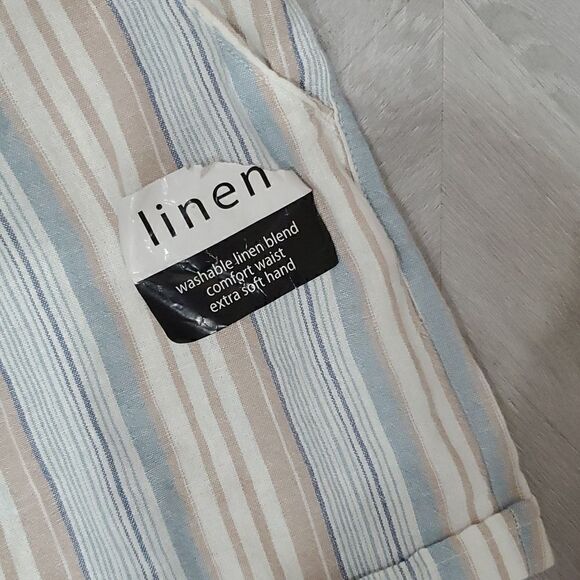 linen
washable linen blend
comfort waist
extra soft hand